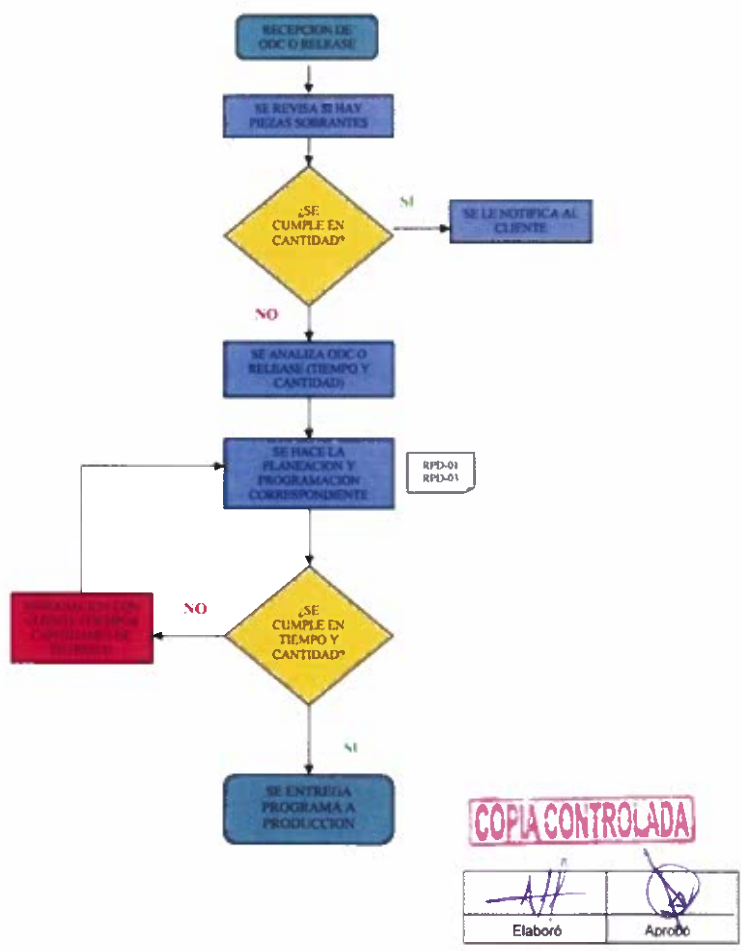 RECEPCION DE
ODC O RELEASE
SE REVISA SI HAY
PIEZAS SOBRANTES
¿SE
CUMPLE EN
CANTIDAD?
SI
SE LE NOTIFICA AL
CLIENTE
NO
SE ANALIZA ODC O
RELEASE (TIEMPO Y
CANTIDAD)
SE HACE LA
PLANEACION Y
PROGRAMACION
CORRESPONDIENTE
RPD-01
RPD-03
NO
¿SE
CUMPLE EN
TIEMPO Y
CANTIDAD?
SI
SE ENTREGA
PROGRAMA A
PRODUCCION
COPIA CONTROLADA
Elaboró
Aprobó